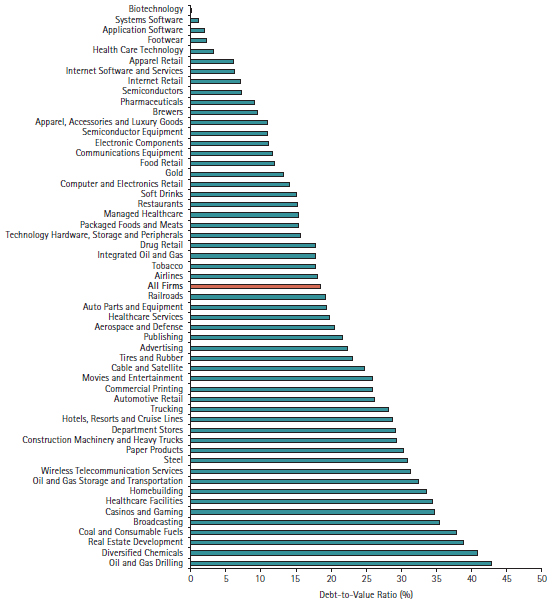 Biotechnology
Systems Software
Application Software
Footwear
Health Care Technology
Apparel Retail
Internet Software and Services
Internet Retail
Semiconductors
Pharmaceuticals
Brewers
Apparel, Accessories and Luxury Goods
Semiconductor Equipment
Electronic Components
Communications Equipment
Food Retail
Gold
Computer and Electronics Retail
Soft Drinks
Restaurants
Managed Healthcare
Packaged Foods and Meats
Technology Hardware, Storage and Peripherals
Drug Retail
Integrated Oil and Gas
Tobacco
Airlines
All Firms
Railroads
Auto Parts and Equipment
Healthcare Services
Aerospace and Defense
Publishing
Advertising
Tires and Rubber
Cable and Satellite
Movies and Entertainment
Commercial Printing
Automotive Retail
Trucking
Hotels, Resorts and Cruise Lines
Department Stores
Construction Machinery and Heavy Trucks
Paper Products
Steel
Wireless Telecommunication Services
Oil and Gas Storage and Transportation
Homebuilding
Healthcare Facilities
Casinos and Gaming
Broadcasting
Coal and Consumable Fuels
Real Estate Development
Diversified Chemicals
Oil and Gas Drilling
0 5 10 15 20 25 30 35 40 45 50
Debt-to-Value Ratio (%)